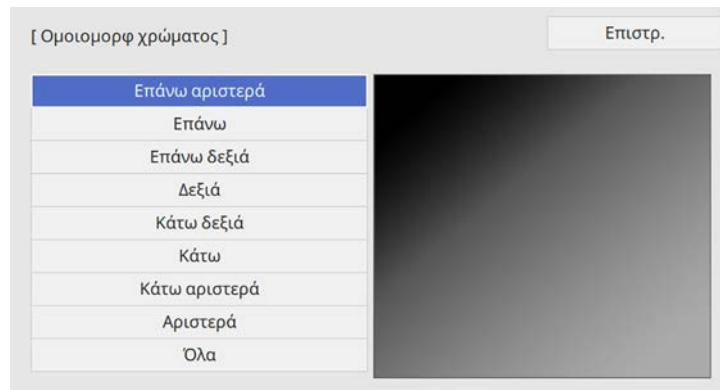 [ Ομοιομορφ χρώματος ]
Επιστρ.
Επάνω αριστερά
Επάνω
Επάνω δεξιά
Δεξιά
Κάτω δεξιά
Κάτω
Κάτω αριστερά
Αριστερά
Όλα